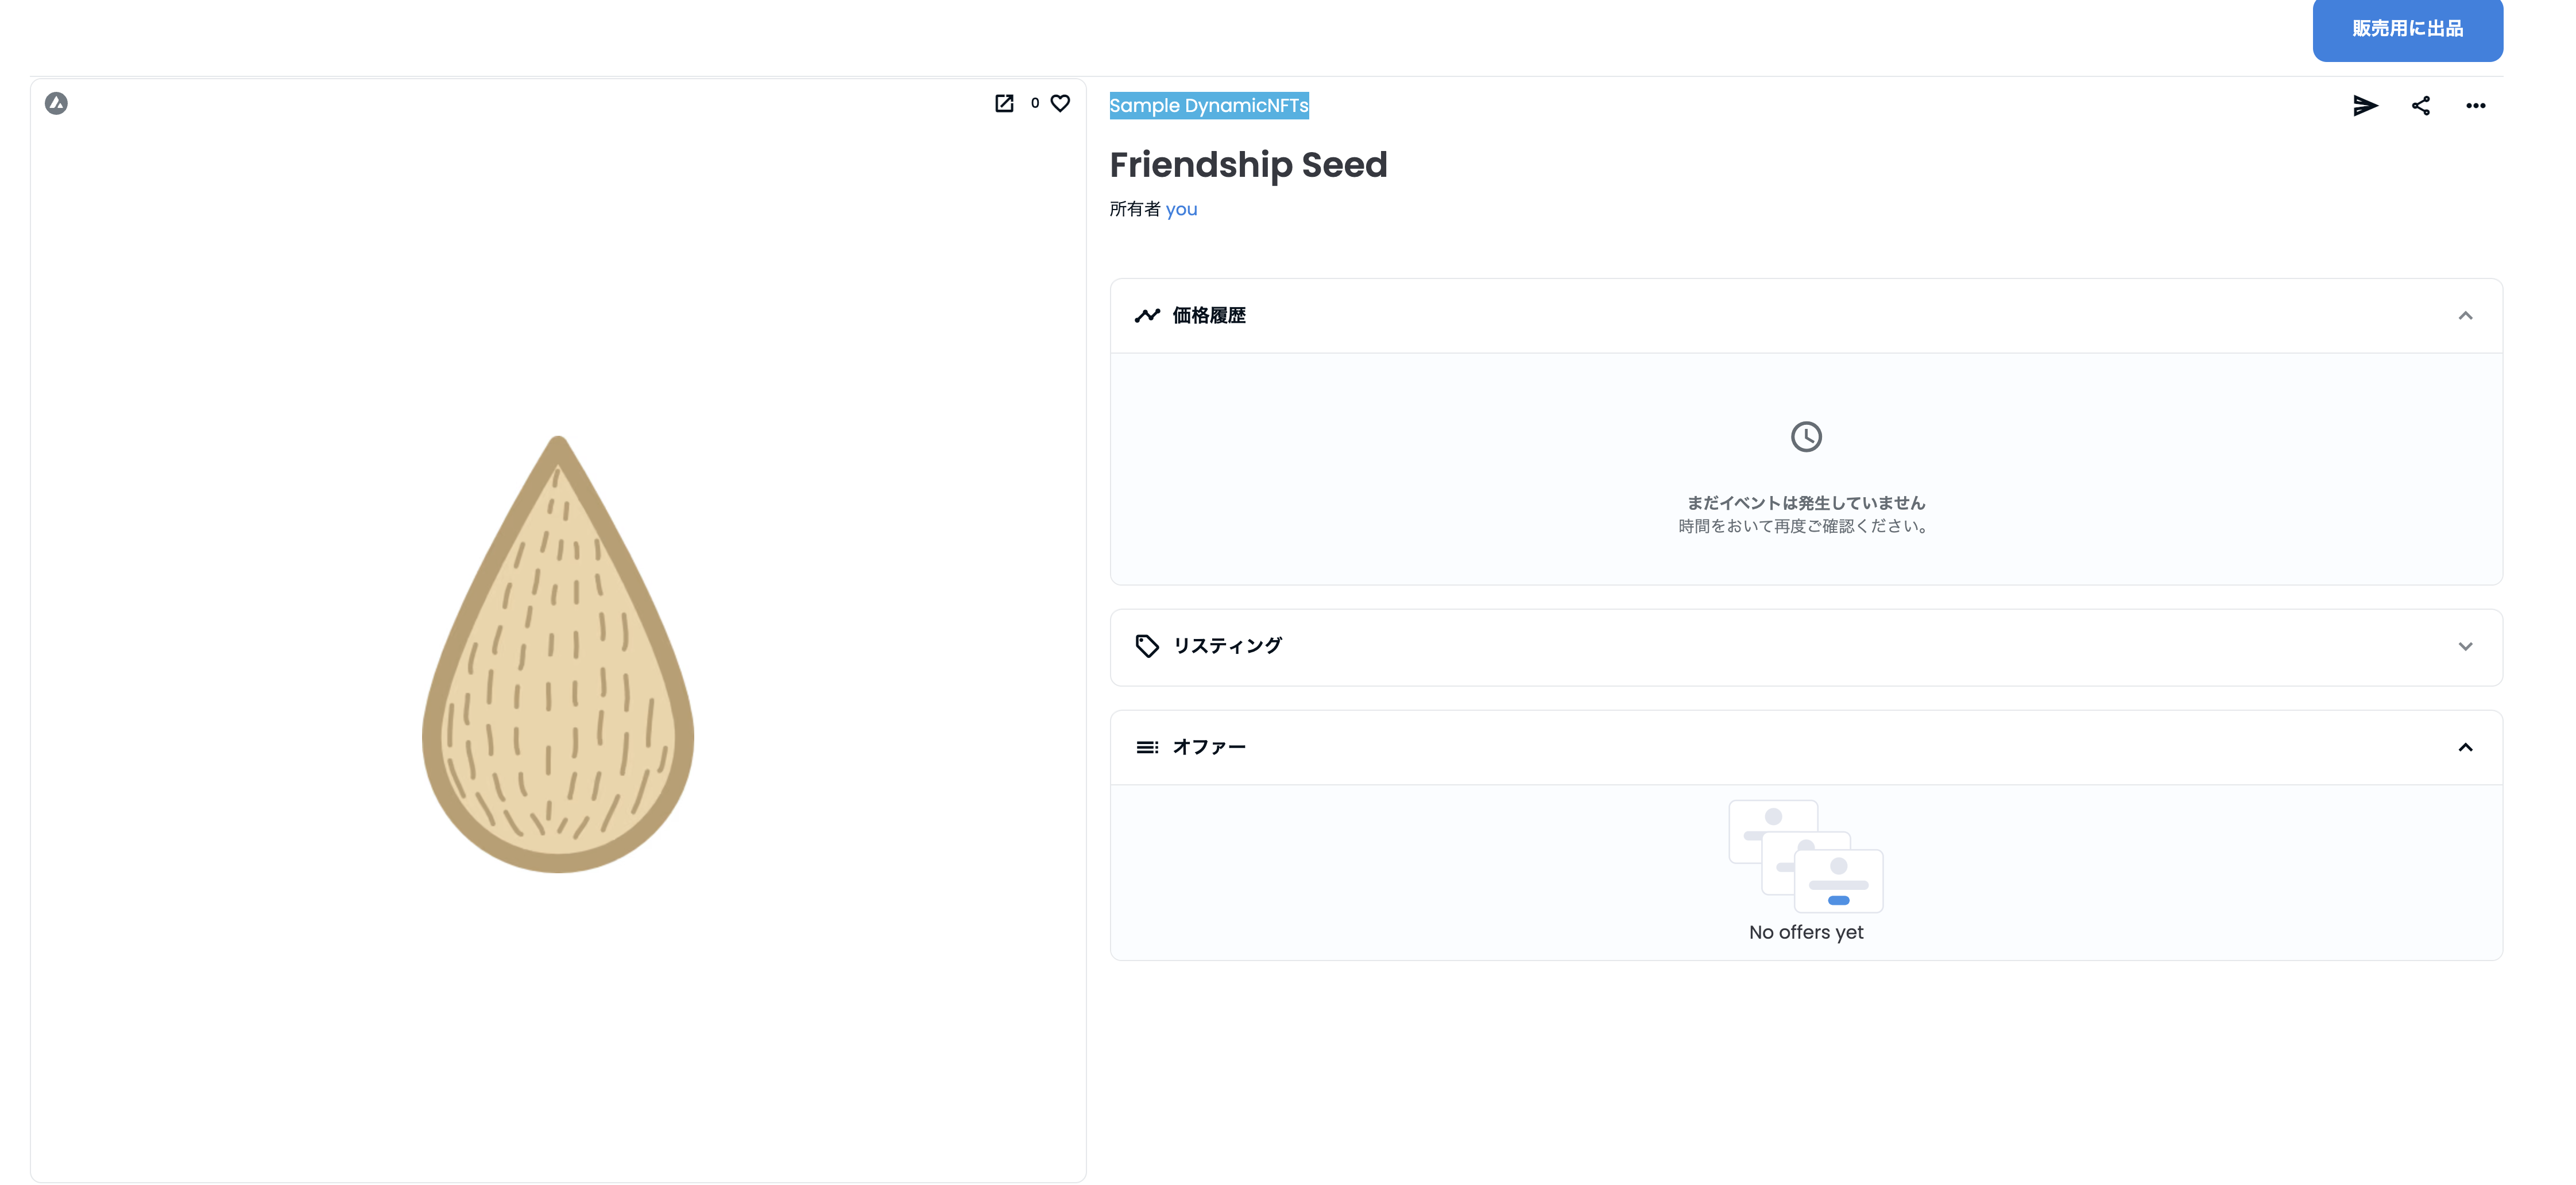 販売用に出品
0
Sample DynamicNFTs
Friendship Seed
所有者 you
価格履歴
まだイベントは発生していません
時間をおいて再度ご確認ください。
リスティング
オファー
No offers yet